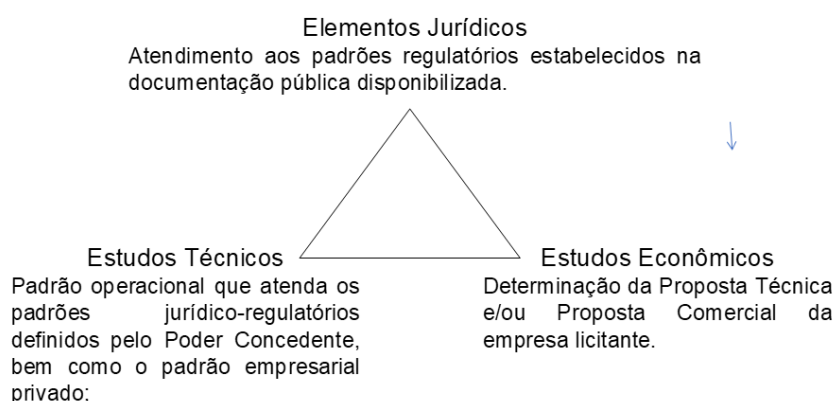 Elementos Jurídicos
Atendimento aos padrões regulatórios estabelecidos na
documentação pública disponibilizada.
Estudos Técnicos
Padrão operacional que atenda os
padrões jurídico-regulatórios
definidos pelo Poder Concedente,
bem como o padrão empresarial
privado;
Estudos Econômicos
Determinação da Proposta Técnica
e/ou Proposta Comercial da
empresa licitante.